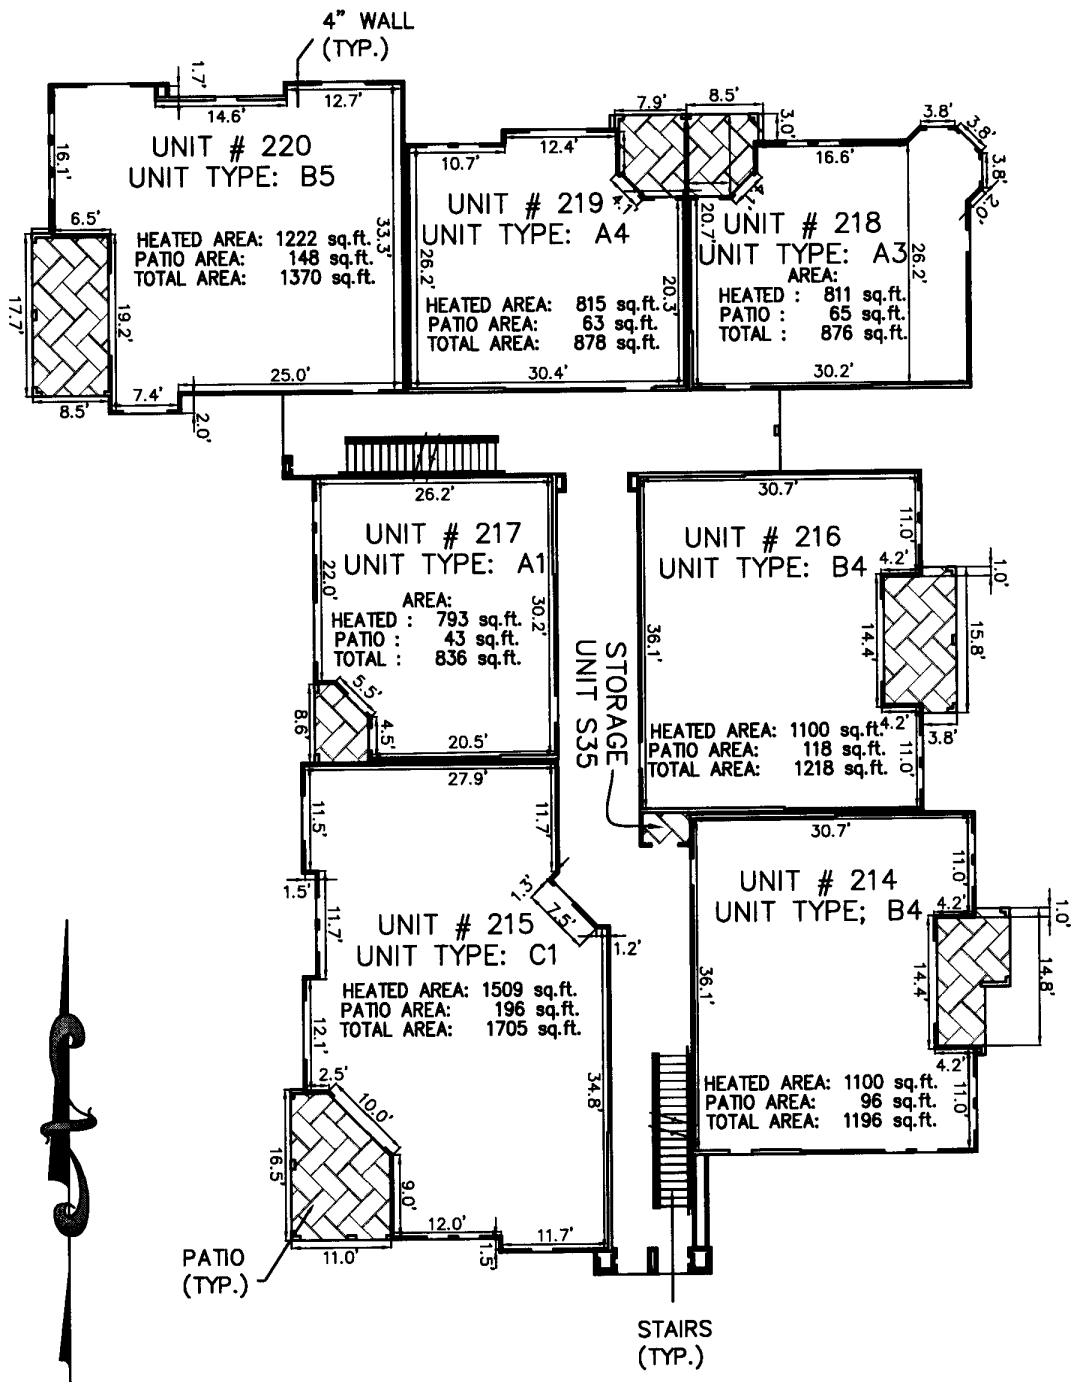 4" WALL
(TYP.)
1.7'
14.6'
12.7'
16.1'
UNIT # 220
UNIT TYPE: B5
6.5'
HEATED AREA: 1222 sq.ft.
PATIO AREA: 148 sq.ft.
TOTAL AREA: 1370 sq.ft.
33.3'
17.7'
19.2'
8.5'
7.4'
25.0'
2.0'
10.7'
12.4'
7.9'
8.5'
3.0'
UNIT # 219
UNIT TYPE: A4
4.1'
26.2'
20.3'
HEATED AREA: 815 sq.ft.
PATIO AREA: 63 sq.ft.
TOTAL AREA: 878 sq.ft.
30.4'
16.6'
3.8'
3.8'
3.8'
2.0'
20.7'
UNIT # 218
UNIT TYPE: A3
AREA:
HEATED : 811 sq.ft.
PATIO : 65 sq.ft.
TOTAL : 876 sq.ft.
26.2'
30.2'
26.2'
UNIT # 217
UNIT TYPE: A1
22.0'
AREA:
HEATED : 793 sq.ft.
PATIO : 43 sq.ft.
TOTAL : 836 sq.ft.
30.2'
5.5'
8.6'
4.5'
20.5'
30.7'
UNIT # 216
UNIT TYPE: B4
11.0'
4.2'
1.0'
36.1'
14.4'
15.8'
4.2'
3.8'
HEATED AREA: 1100 sq.ft.
PATIO AREA: 118 sq.ft.
TOTAL AREA: 1218 sq.ft.
11.0'
STORAGE
UNIT S35
27.9'
11.5'
11.7'
1.5'
1.3'
7.5'
11.7'
1.2'
UNIT # 215
UNIT TYPE: C1
HEATED AREA: 1509 sq.ft.
PATIO AREA: 196 sq.ft.
TOTAL AREA: 1705 sq.ft.
12.1'
2.5'
10.0'
34.8'
16.5'
9.0'
11.0'
12.0'
1.5'
11.7'
30.7'
UNIT # 214
UNIT TYPE; B4
11.0'
4.2'
1.0'
36.1'
14.4'
14.8'
4.2'
HEATED AREA: 1100 sq.ft.
PATIO AREA: 96 sq.ft.
TOTAL AREA: 1196 sq.ft.
11.0'
PATIO
(TYP.)
STAIRS
(TYP.)